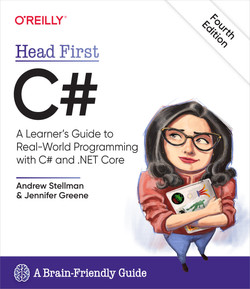 O'REILLY®
Fourth
Edition
Head First
C#
A Learner's Guide to
Real-World Programming
with C# and .NET Core
Andrew Stellman
& Jennifer Greene
A Brain-Friendly Guide